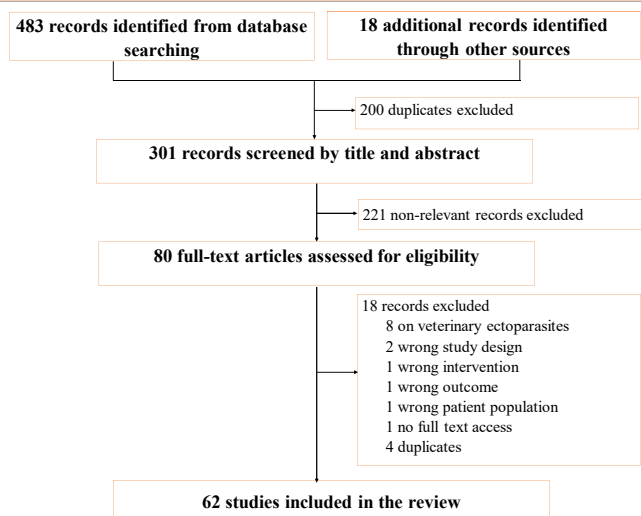 483 records identified from database
searching
18 additional records identified
through other sources
200 duplicates excluded
301 records screened by title and abstract
221 non-relevant records excluded
80 full-text articles assessed for eligibility
18 records excluded
8 on veterinary ectoparasites
2 wrong study design
1 wrong intervention
1 wrong outcome
1 wrong patient population
1 no full text access
4 duplicates
62 studies included in the review